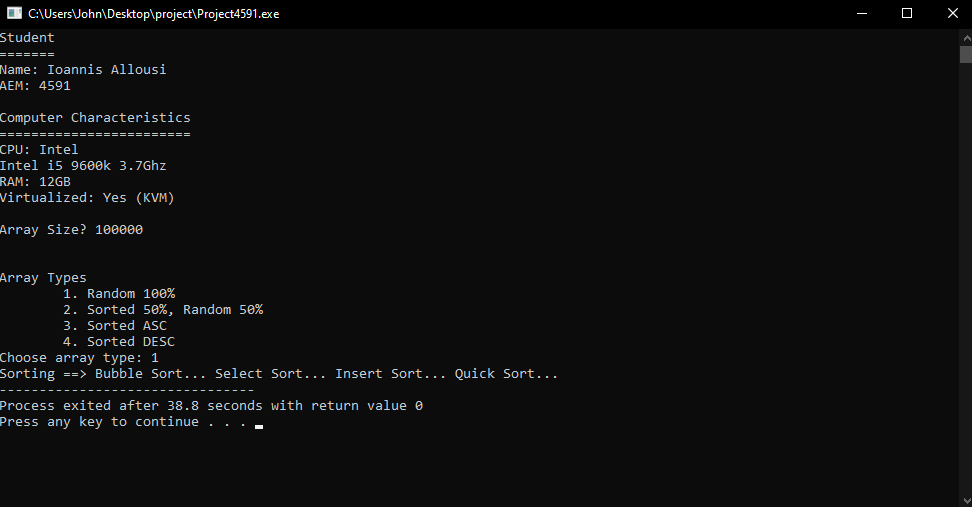 C:\Users\John\Desktop\project\Project4591.exe
Student
=======
Name: Ioannis Allousi
AEM: 4591
Computer Characteristics
========================
CPU: Intel
Intel i5 9600k 3.7Ghz
RAM: 12GB
Virtualized: Yes (KVM)
Array Size? 100000
Array Types
1. Random 100%
2. Sorted 50%, Random 50%
3. Sorted ASC
4. Sorted DESC
Choose array type: 1
Sorting ==> Bubble Sort... Select Sort... Insert Sort... Quick Sort...
--------------------------------
Process exited after 38.8 seconds with return value 0
Press any key to continue . . .